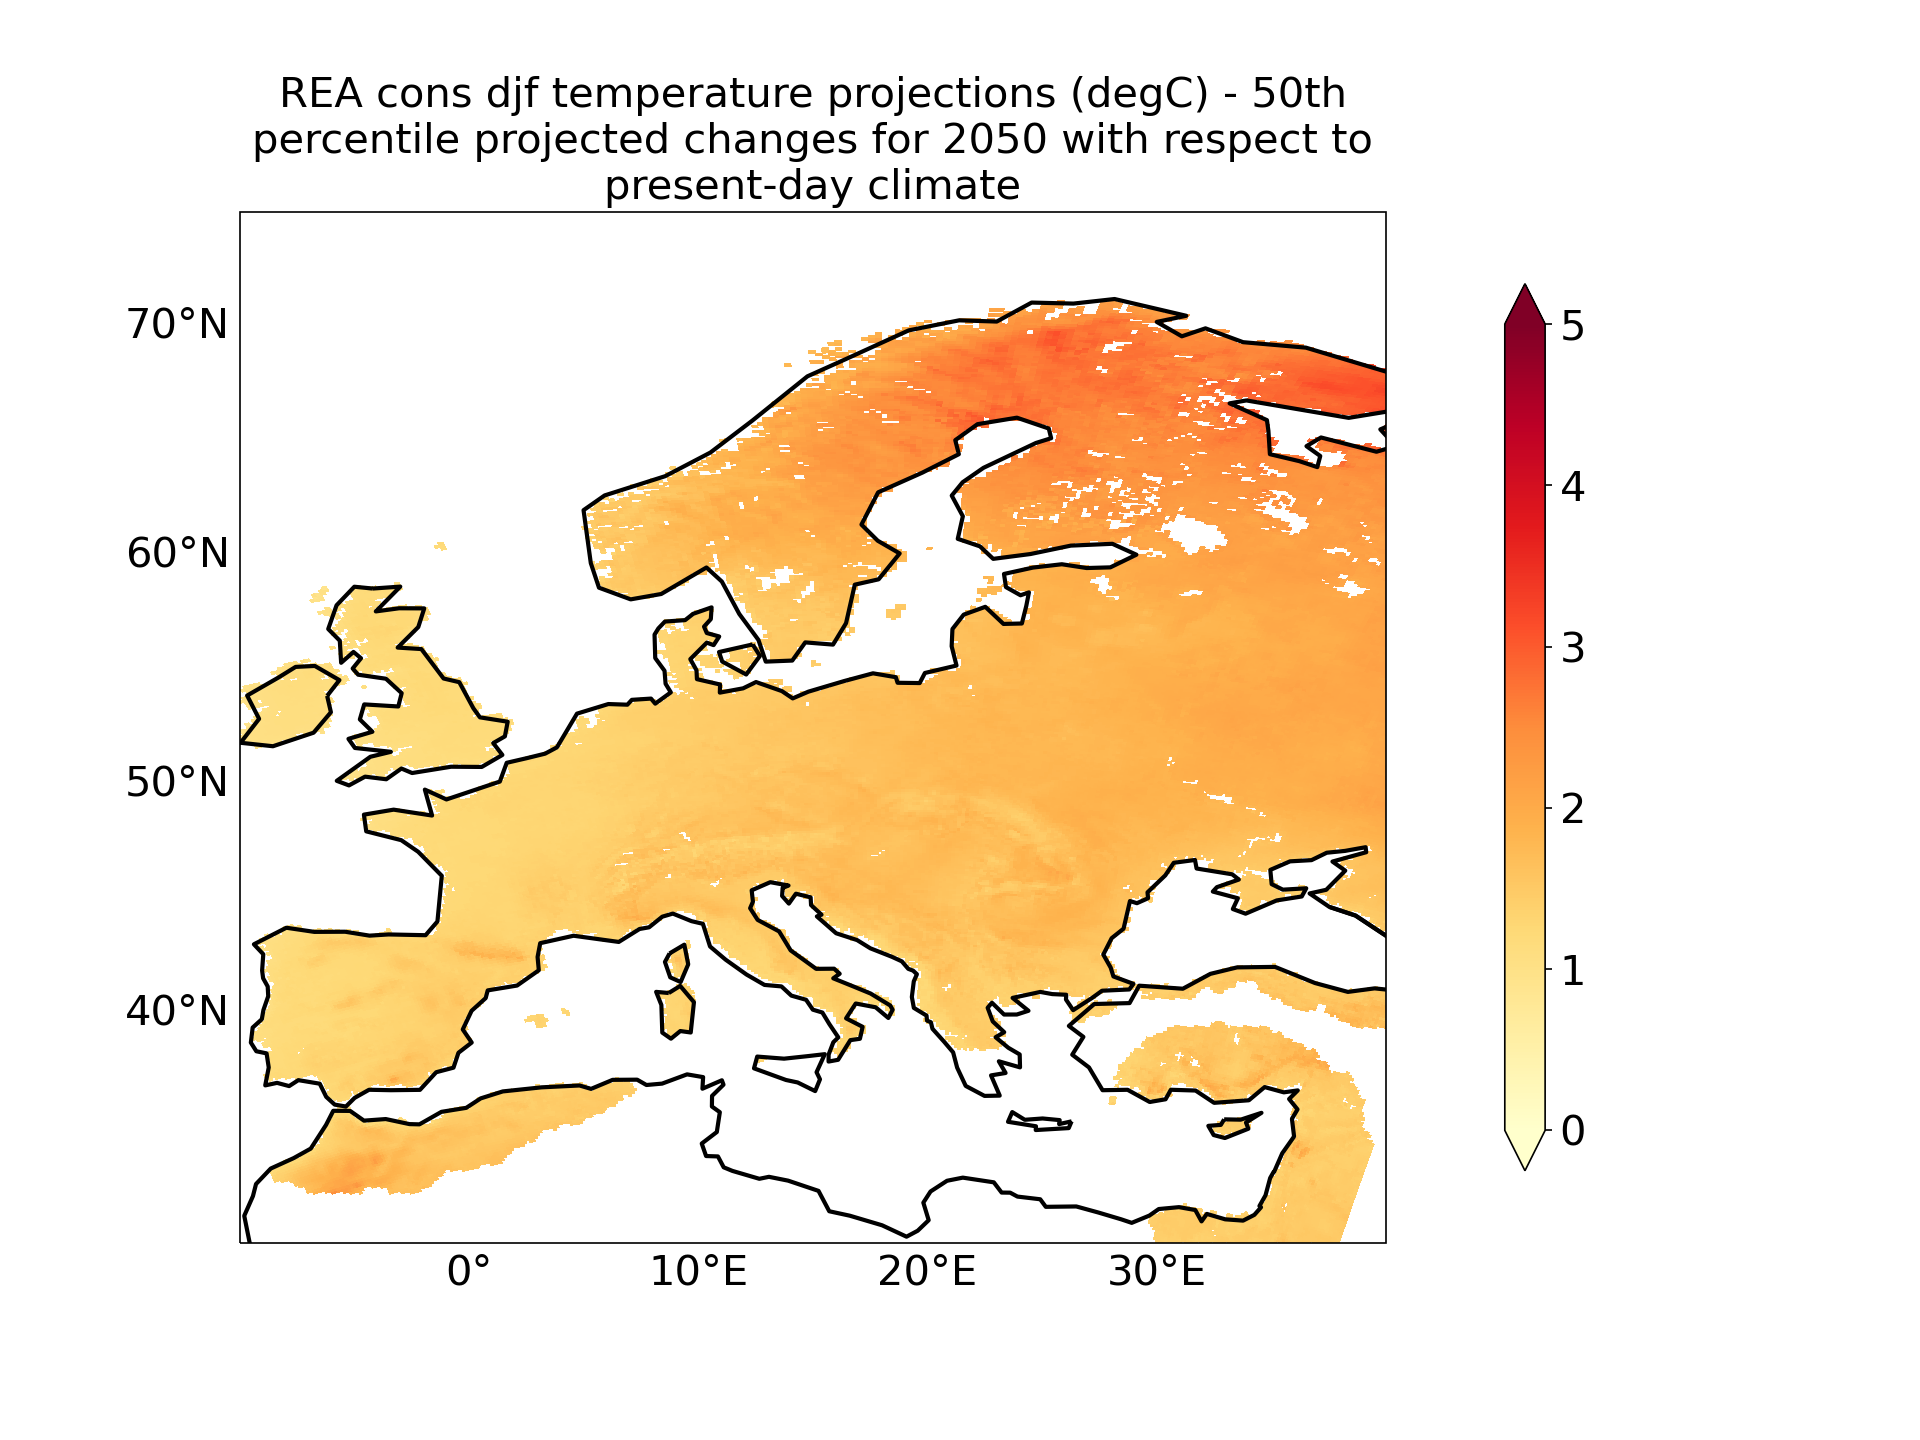 REA cons djf temperature projections (degC) - 50th
percentile projected changes for 2050 with respect to
present-day climate
70°N
60°N
50°N
40°N
0°
10°E
20°E
30°E
5
4
3
2
1
0